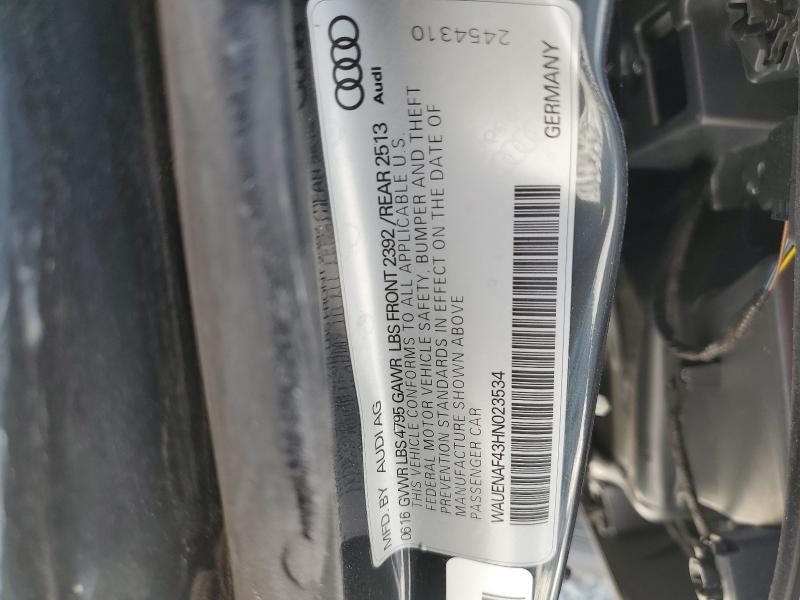 MFD. BY AUDI AG Audi
06 16 GVWR LBS 4795 GAWR LBS FRONT 2392 / REAR 2513
THIS VEHICLE CONFORMS TO ALL APPLICABLE U.S.
FEDERAL MOTOR VEHICLE SAFETY, BUMPER AND THEFT
PREVENTION STANDARDS IN EFFECT ON THE DATE OF
MANUFACTURE SHOWN ABOVE
PASSENGER CAR
2454310
WAUENAF43HN023534
GERMANY